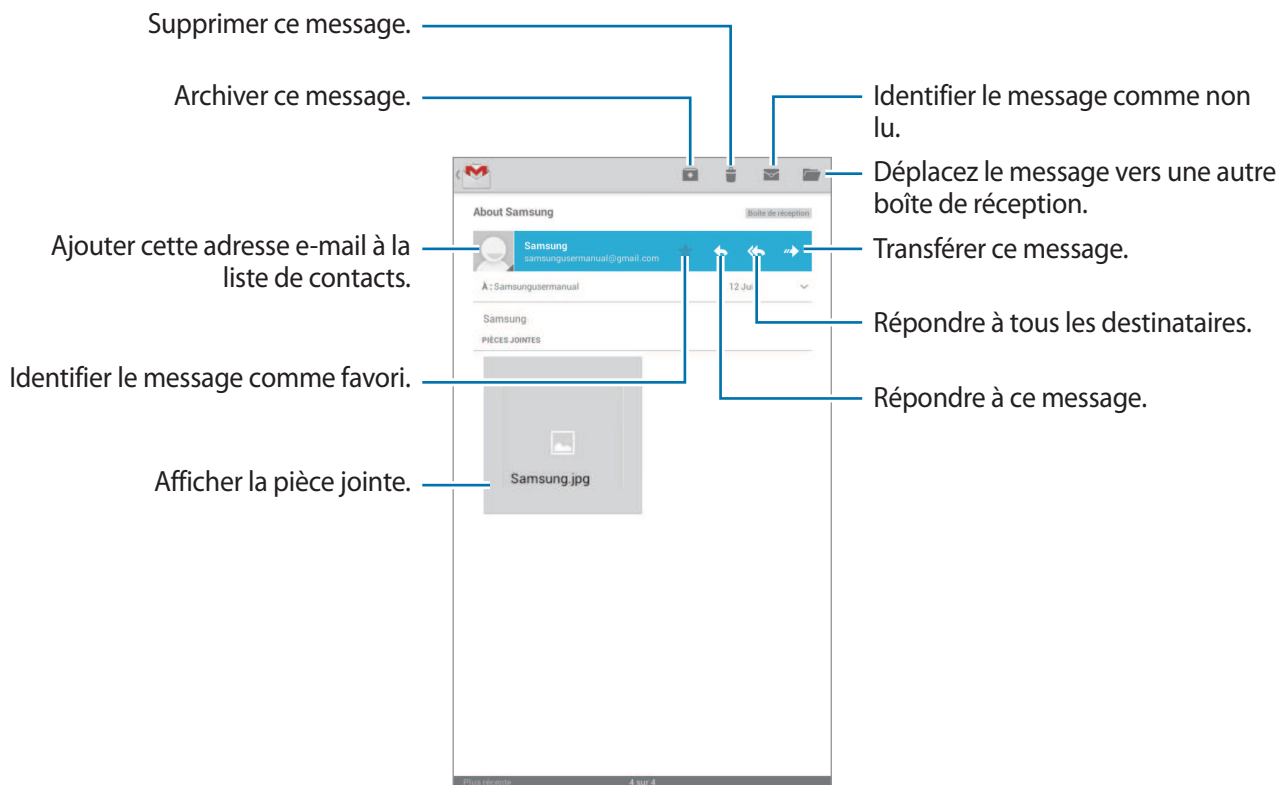 Supprimer ce message.
Archiver ce message.
Identifier le message comme non
lu.
Déplacez le message vers une autre
boîte de réception.
About Samsung
Boîte de réception
Ajouter cette adresse e-mail à la
liste de contacts.
Samsung
samsungusermanual@gmail.com
Transférer ce message.
À : Samsungusermanual
12 Jui
Répondre à tous les destinataires.
Samsung
PIÈCES JOINTES
Identifier le message comme favori.
Répondre à ce message.
Afficher la pièce jointe.
Samsung.jpg
Plus récente
4 sur 4